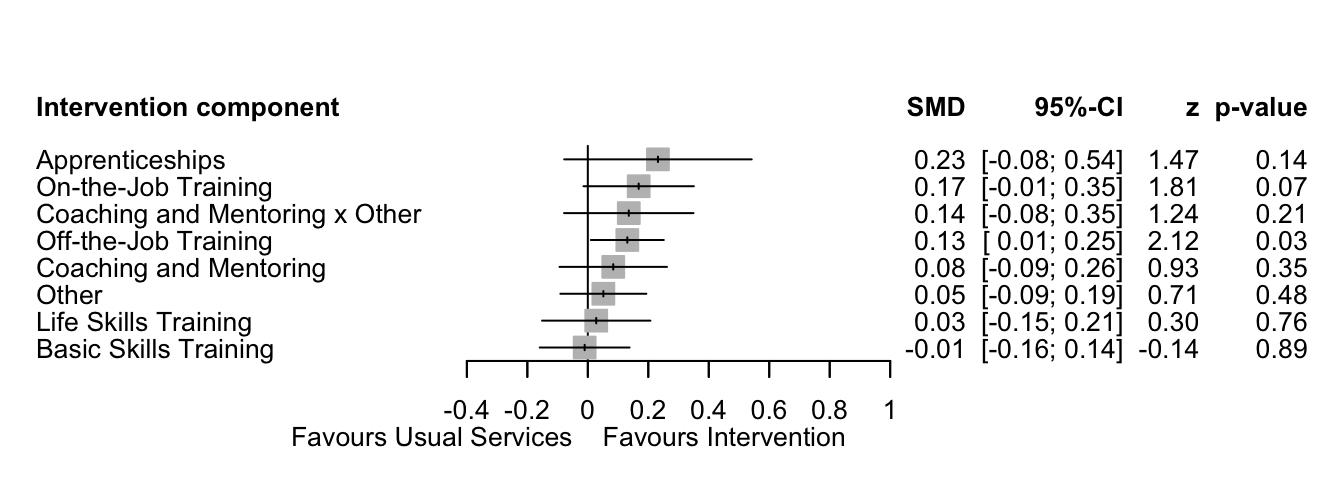 Intervention component SMD 95%-CI z p-value
Apprenticeships 0.23 [-0.08; 0.54] 1.47 0.14
On-the-Job Training 0.17 [-0.01; 0.35] 1.81 0.07
Coaching and Mentoring x Other 0.14 [-0.08; 0.35] 1.24 0.21
Off-the-Job Training 0.13 [ 0.01; 0.25] 2.12 0.03
Coaching and Mentoring 0.08 [-0.09; 0.26] 0.93 0.35
Other 0.05 [-0.09; 0.19] 0.71 0.48
Life Skills Training 0.03 [-0.15; 0.21] 0.30 0.76
Basic Skills Training -0.01 [-0.16; 0.14] -0.14 0.89
-0.4 -0.2 0 0.2 0.4 0.6 0.8 1
Favours Usual Services Favours Intervention